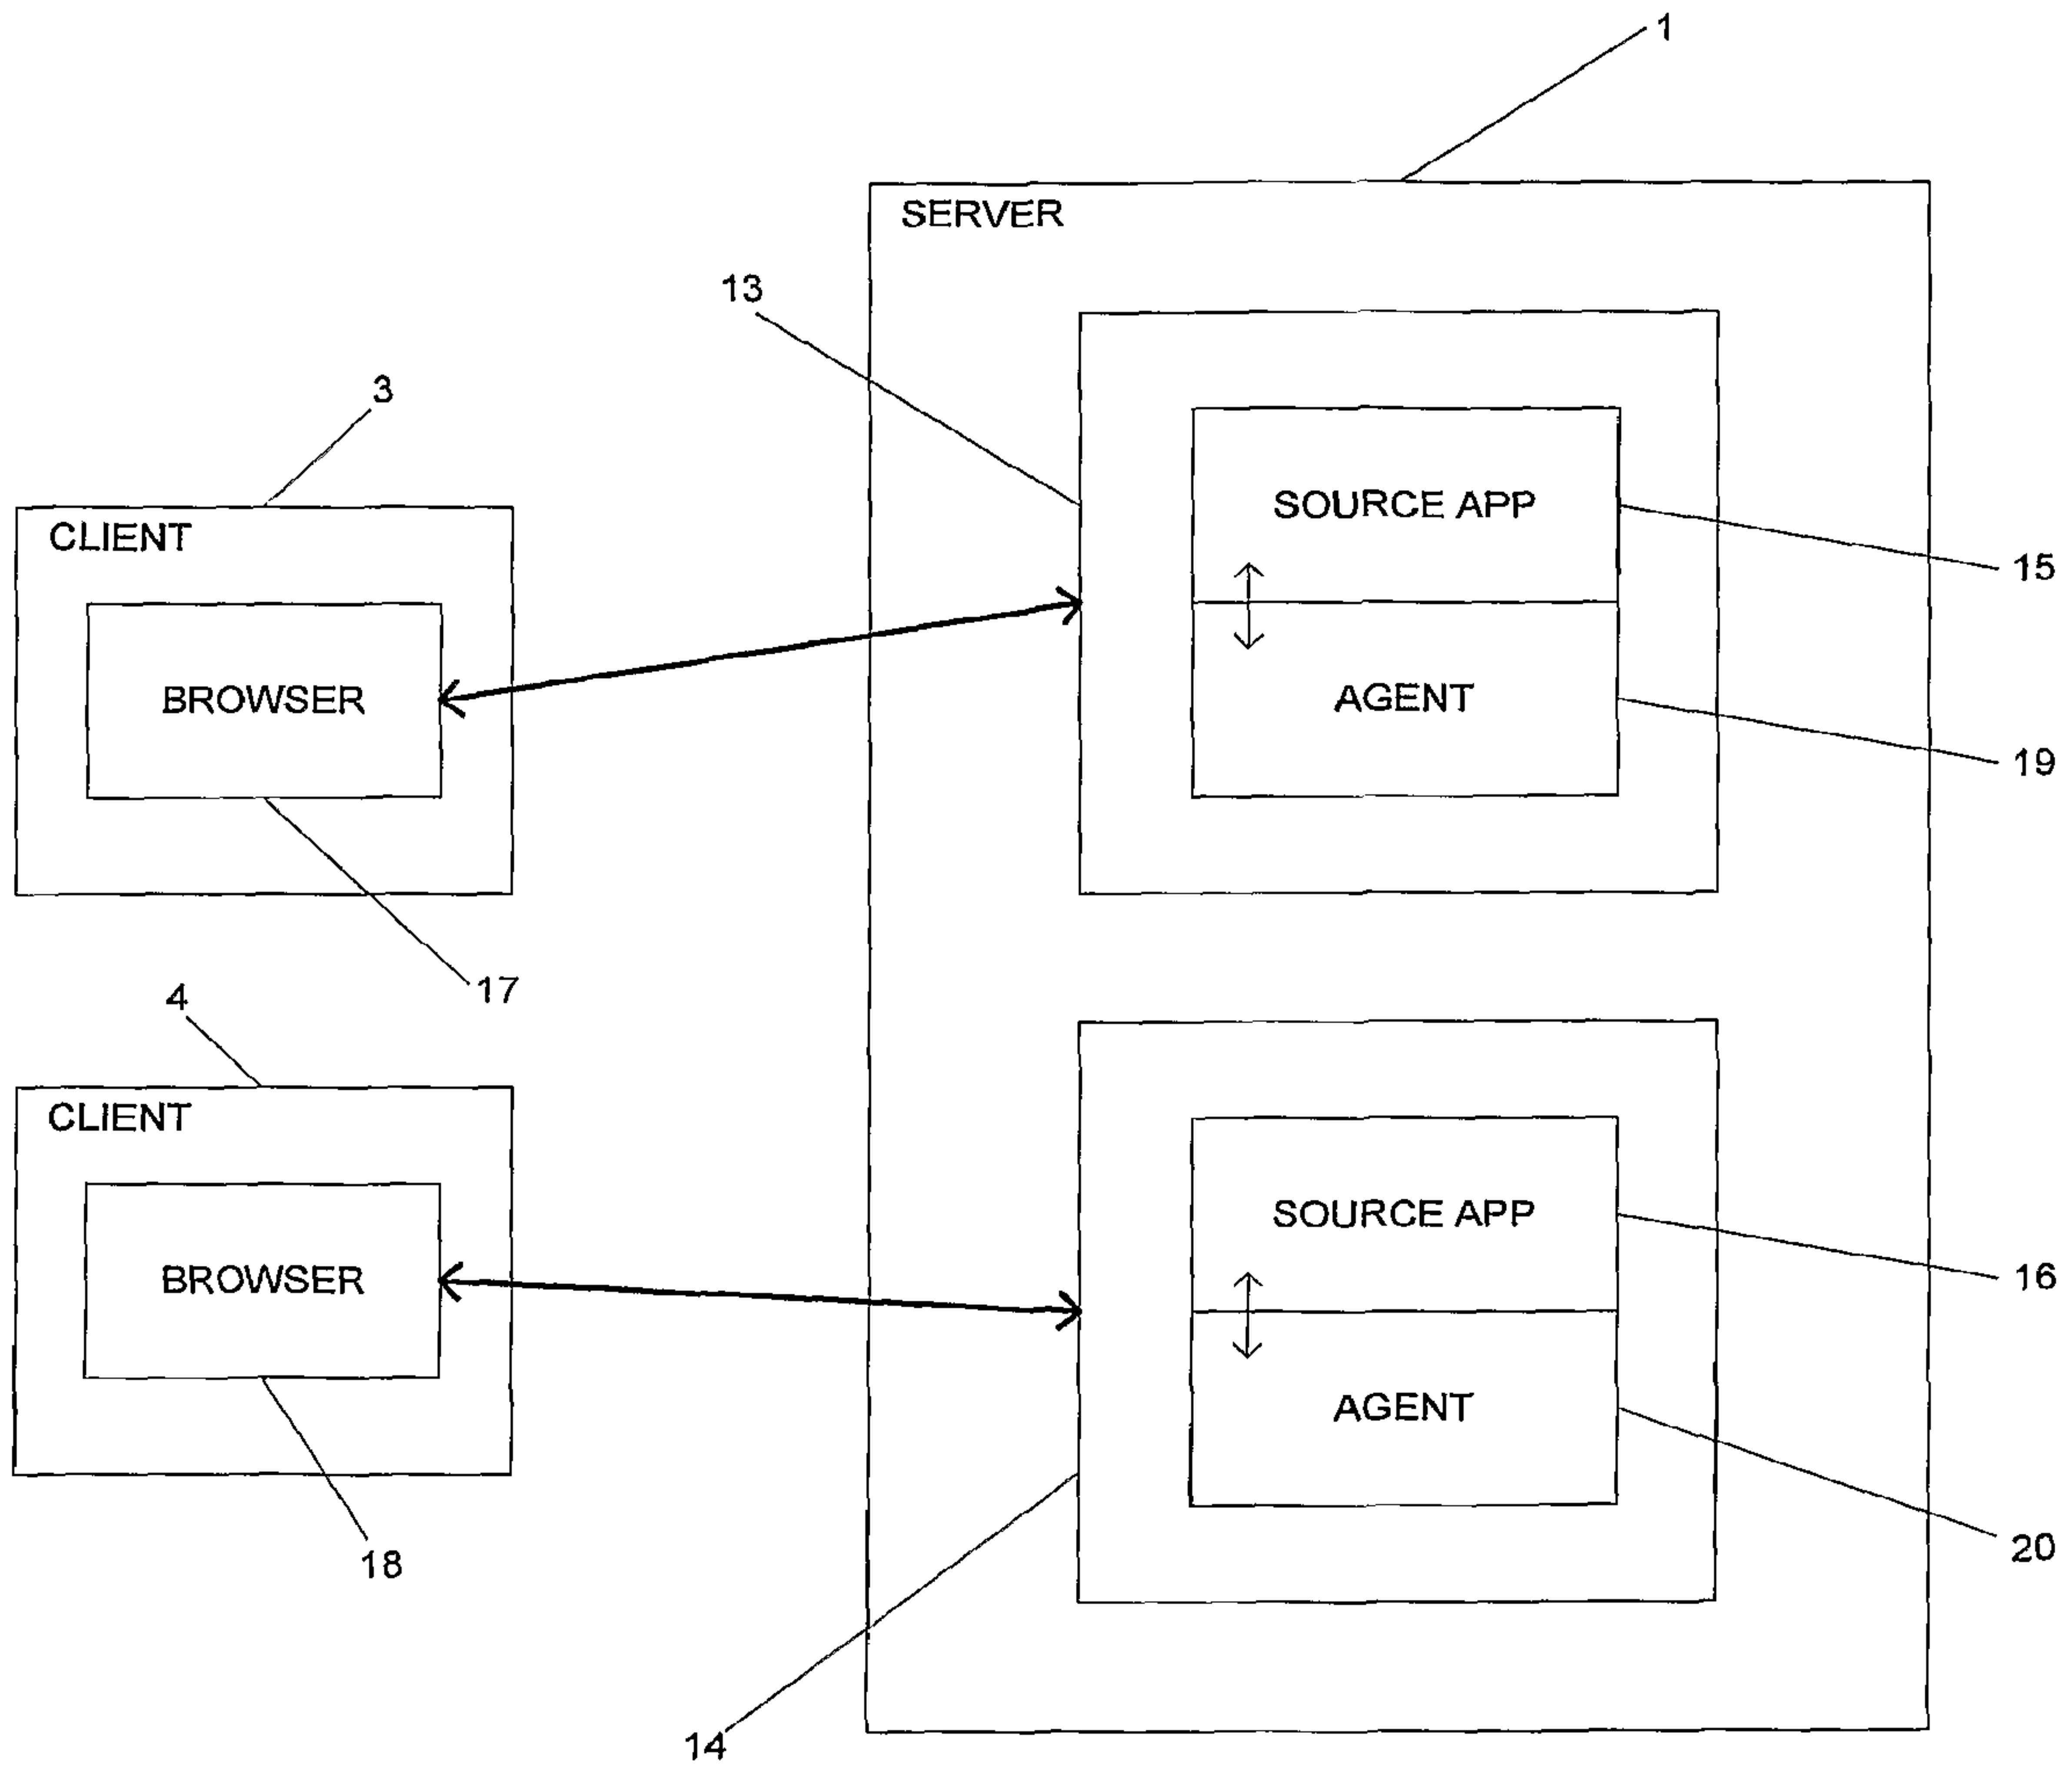 1
SERVER
13
3
SOURCE APP
CLIENT
15
BROWSER
AGENT
19
17
4
CLIENT
SOURCE APP
BROWSER
16
AGENT
20
18
14